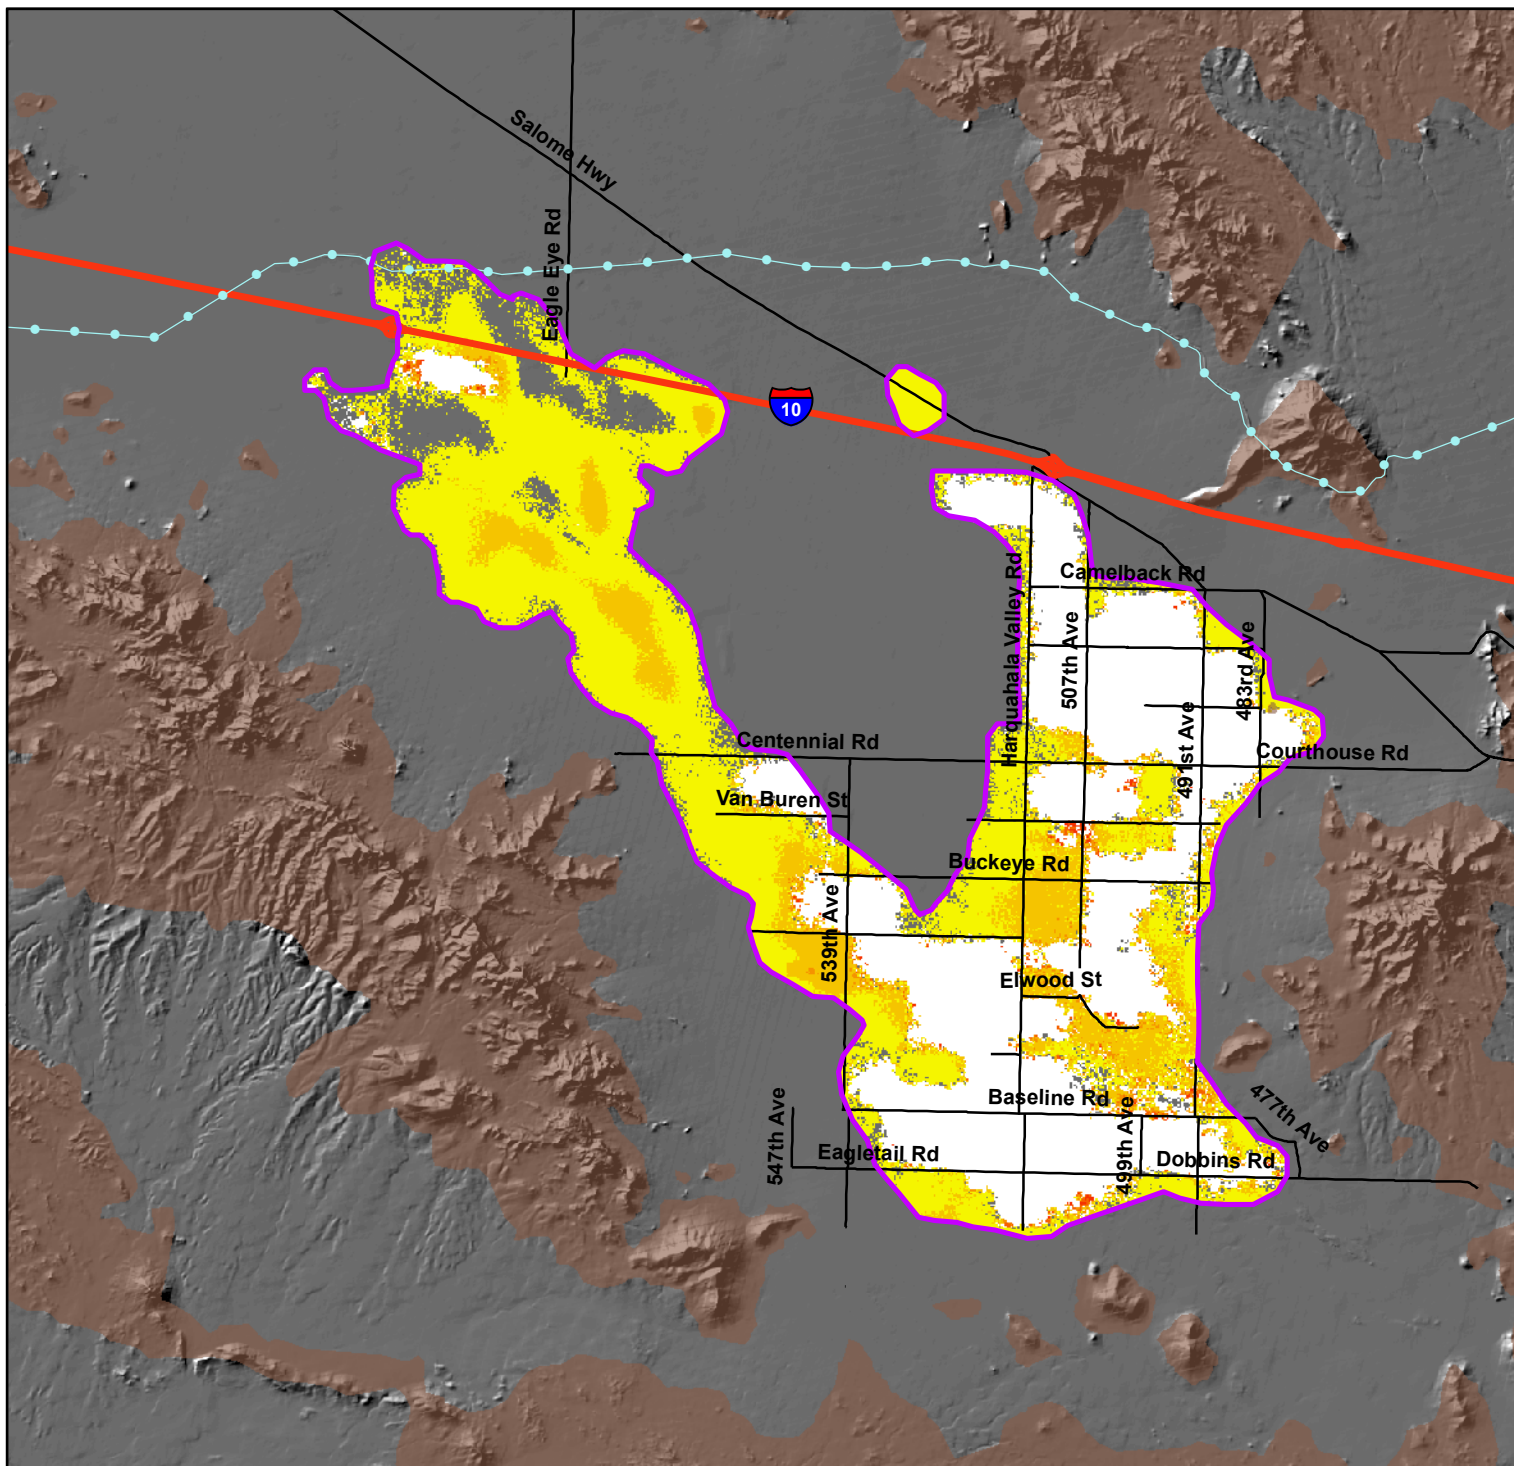 Salome Hwy
Eagle Eye Rd
10
Camelback Rd
Harquahala Valley Rd
507th Ave
483rd Ave
491st Ave
Centennial Rd
Courthouse Rd
Van Buren St
Buckeye Rd
539th Ave
Elwood St
Baseline Rd
477th Ave
499th Ave
547th Ave
Eagletail Rd
Dobbins Rd